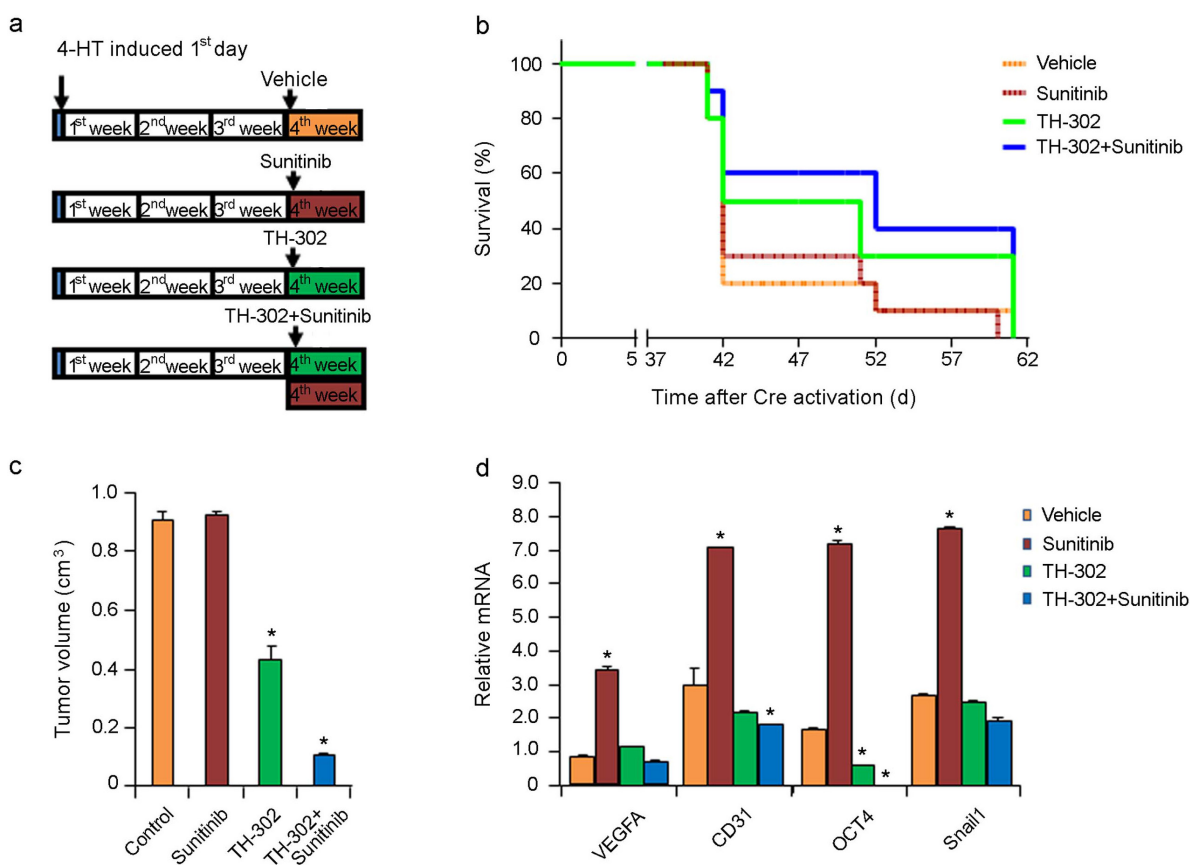 a
4-HT induced 1st day
Vehicle
1st week 2nd week 3rd week 4th week
Sunitinib
1st week 2nd week 3rd week 4th week
TH-302
1st week 2nd week 3rd week 4th week
TH-302+Sunitinib
1st week 2nd week 3rd week 4th week
4th week
b
Survival (%)
100
80
60
40
20
0
0 5 37 42 47 52 57 62
Time after Cre activation (d)
Vehicle
Sunitinib
TH-302
TH-302+Sunitinib
c
Tumor volume (cm3)
1.0
0.8
0.6
0.4
0.2
0
* *
Control
Sunitinib
TH-302
TH-302+
Sunitinib
d
Relative mRNA
9.0
8.0
7.0
6.0
5.0
4.0
3.0
2.0
1.0
0
* * * * * * *
VEGFA
CD31
OCT4
Snail1
Vehicle
Sunitinib
TH-302
TH-302+Sunitinib